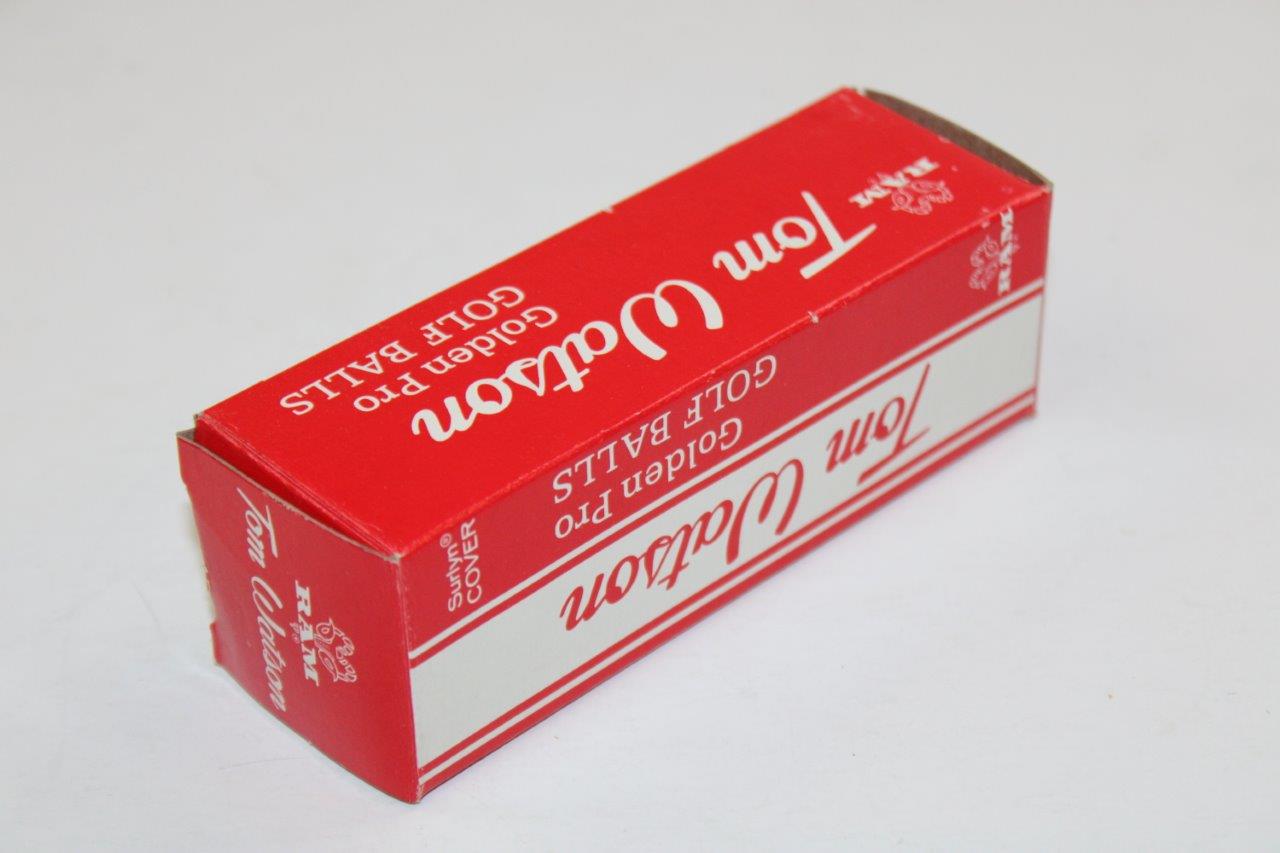 RAM
Tom Watson
Golden Pro
GOLF BALLS
RAM
Golden Pro
GOLF BALLS
Surlyn®
COVER
Tom Watson
RAM
Tom Watson